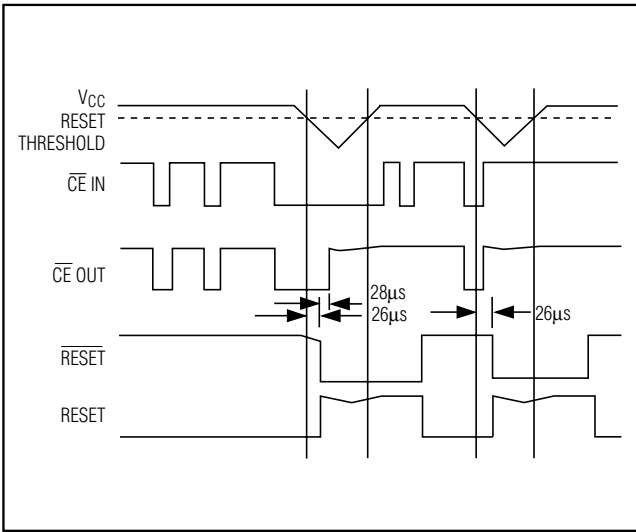 VCC
RESET
THRESHOLD
CE IN
CE OUT
28µs
26µs
26µs
RESET
RESET